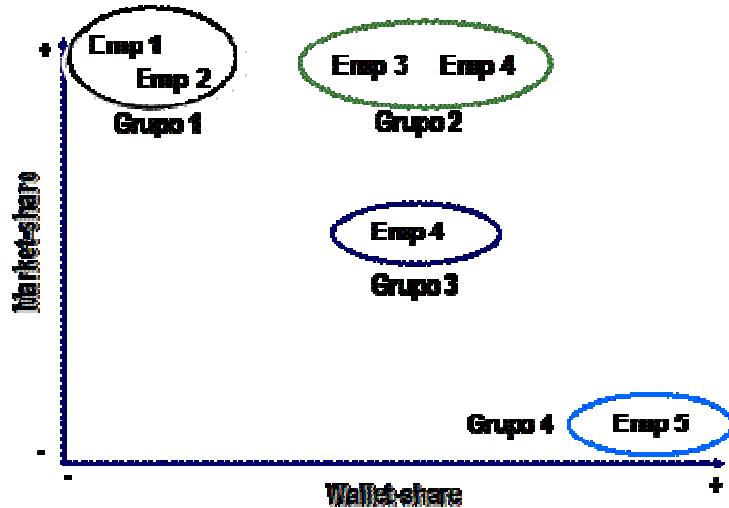 +
Emp 1
Emp 2
Grupo 1
Emp 3 Emp 4
Grupo 2
Emp 4
Grupo 3
Market-share
Grupo 4
Emp 5
-
-
+
Wallet-share